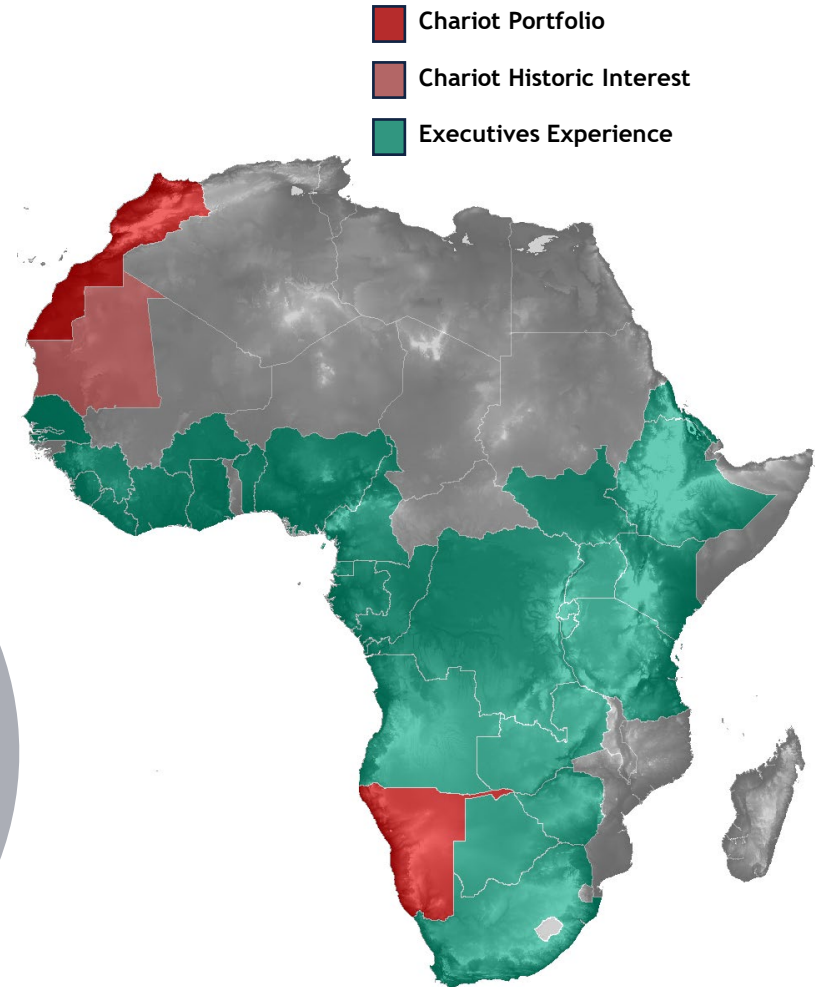 Chariot Portfolio
Chariot Historic Interest
Executives Experience